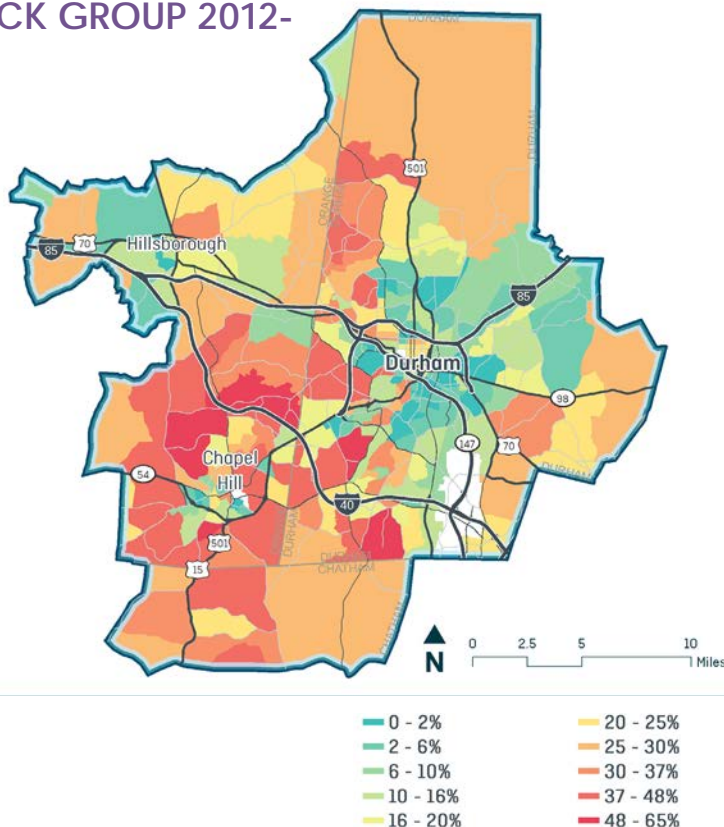 CK GROUP 2012-
DURHAM
DURHAM
501
ORANGE
85
70
Hillsborough
85
Durham
98
147
70
DURHAM
54
Chapel
Hill
40
501
DURHAM
DURHAM
CHATHAM
15
CHATHAM
N
0 2.5 5 10
Miles
0 - 2%
2 - 6%
6 - 10%
10 - 16%
16 - 20%
20 - 25%
25 - 30%
30 - 37%
37 - 48%
48 - 65%